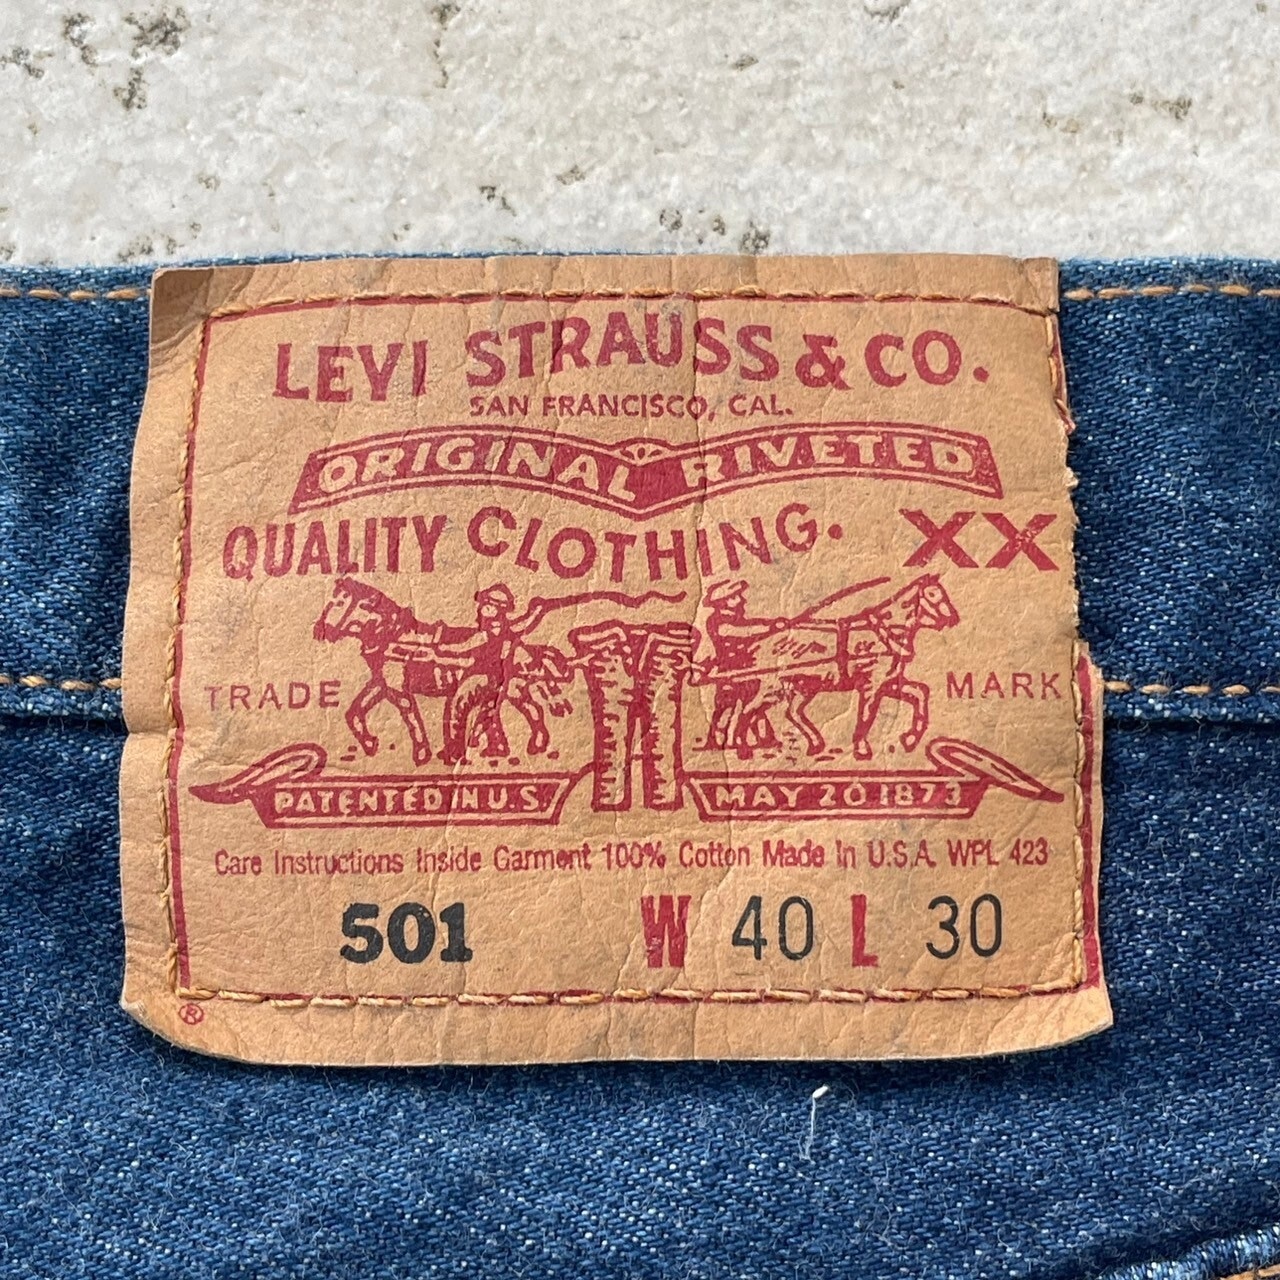 LEVI STRAUSS & CO.
SAN FRANCISCO, CAL.
ORIGINAL RIVETED
QUALITY CLOTHING. XX
TRADE MARK
PATENTED IN U.S. MAY 20 1873
Care Instructions Inside Garment 100% Cotton Made In U.S.A. WPL 423
501 W 40 L 30
®